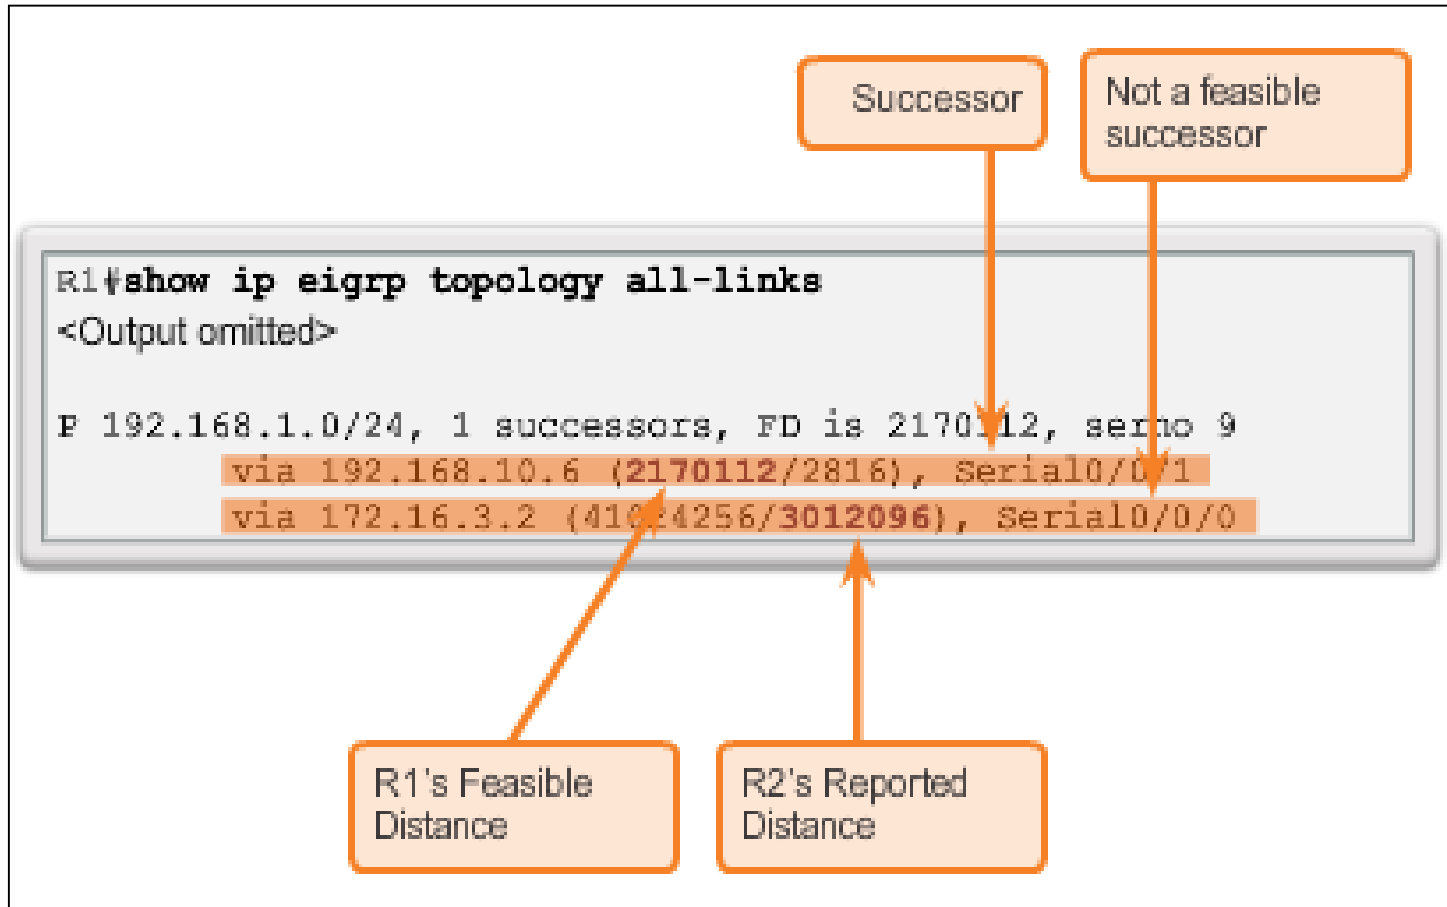 Successor
Not a feasible
successor
R1#show ip eigrp topology all-links
<Output omitted>
P 192.168.1.0/24, 1 successors, FD is 2170112, serno 9
via 192.168.10.6 (2170112/2816), Serial0/0/1
via 172.16.3.2 (41024256/3012096), Serial0/0/0
R1's Feasible
Distance
R2's Reported
Distance